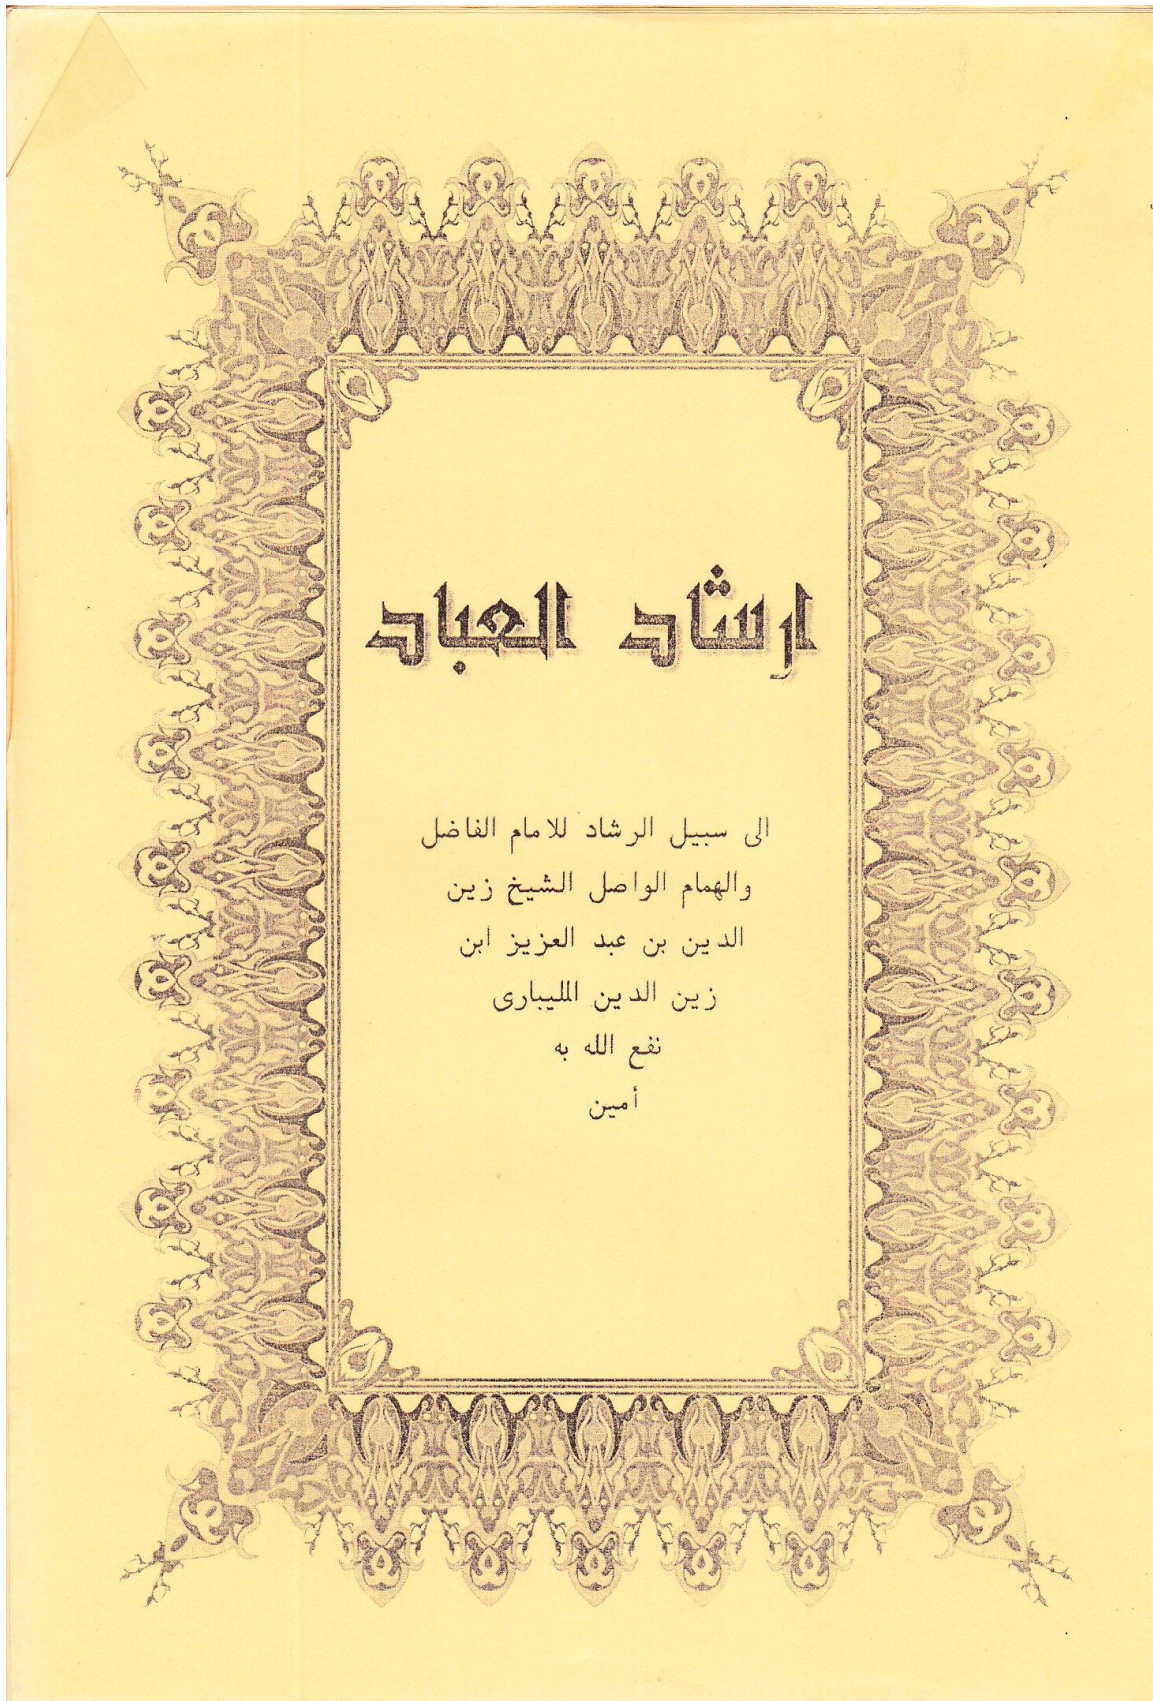 ارشاد العباد
الى سبيل الرشاد للامام الفاضل
والهمام الواصل الشيخ زين
الدين بن عبد العزيز ابن
زين الدين المليبارى
نفع الله به
أمين